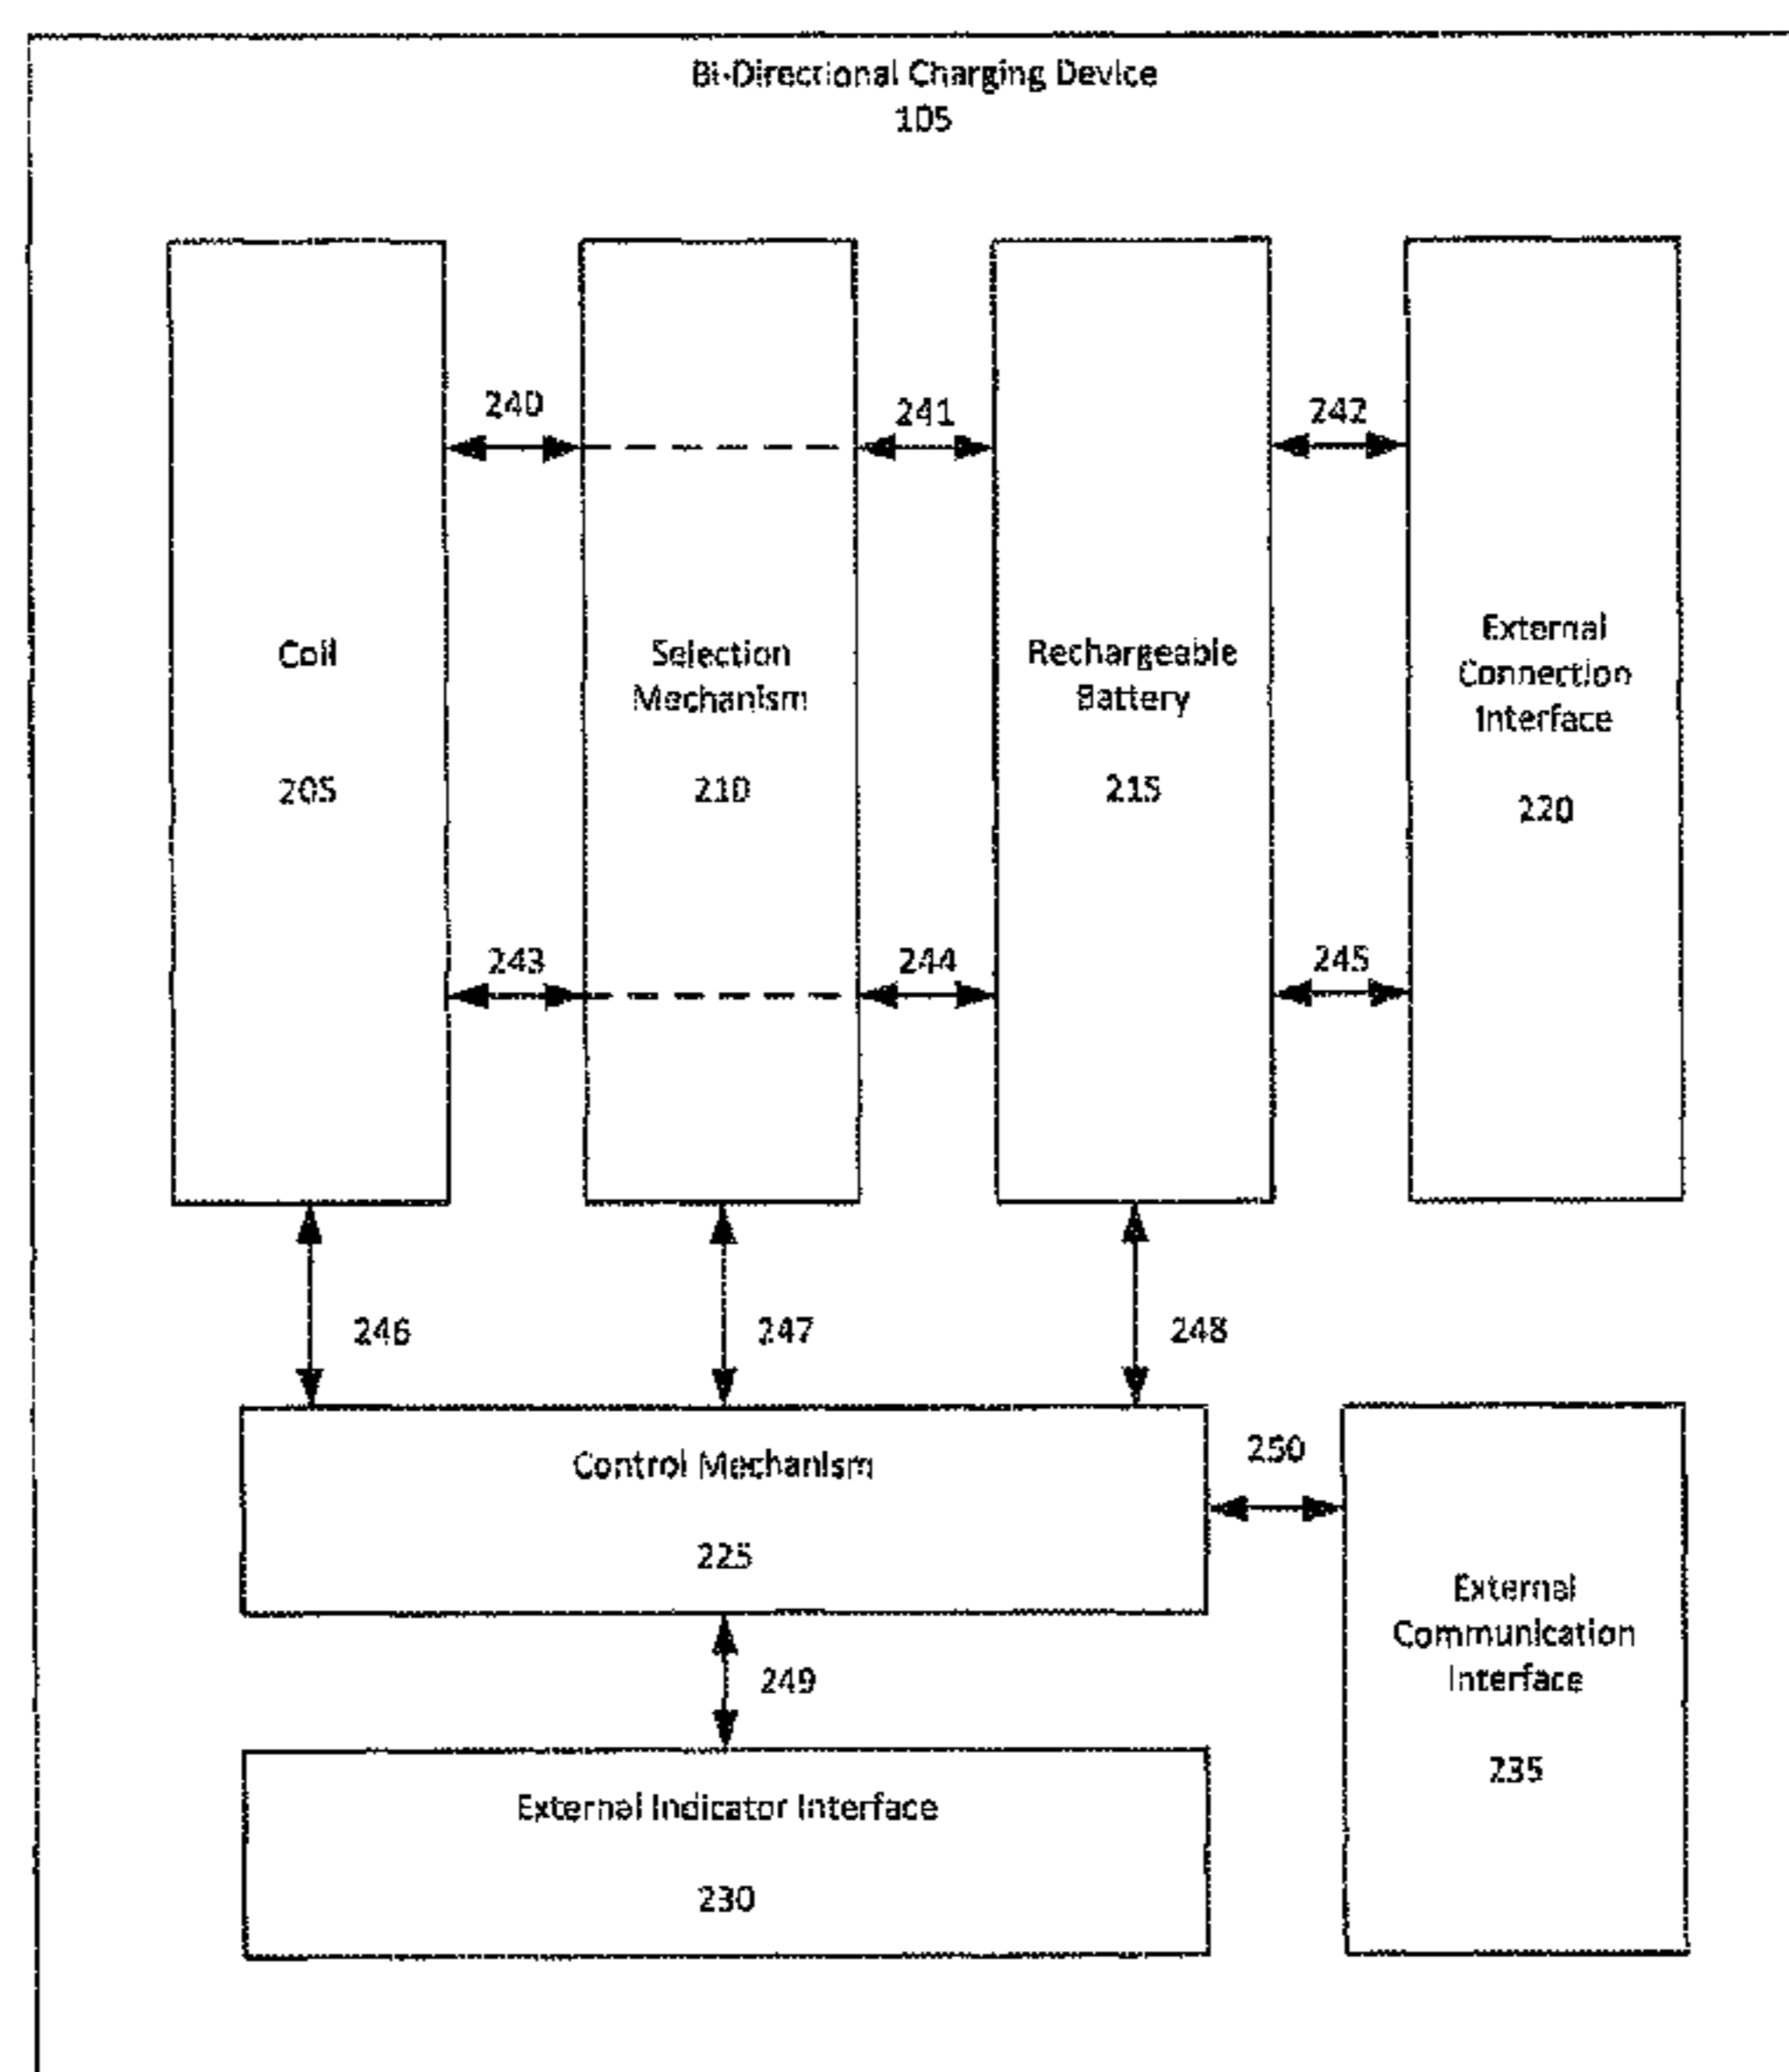 Bi-Directional Charging Device
105
240
241
242
Coil
205
Selection
Mechanism
210
Rechargeable
Battery
215
External
Connection
Interface
220
243
244
245
246
247
248
Control Mechanism
225
250
249
External
Communication
Interface
235
External Indicator Interface
230